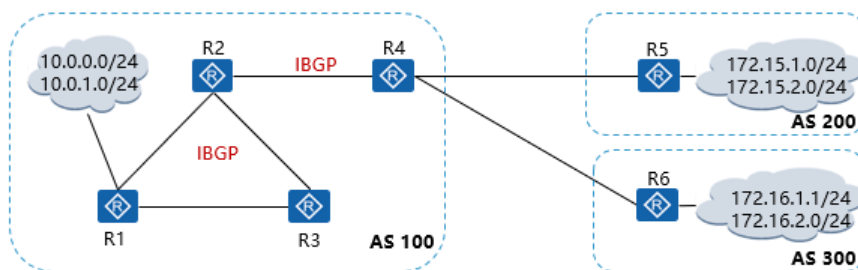 10.0.0.0/24
10.0.1.0/24
R2
IBGP
R4
R5
172.15.1.0/24
172.15.2.0/24
AS 200
IBGP
R1
R3
AS 100
R6
172.16.1.1/24
172.16.2.0/24
AS 300